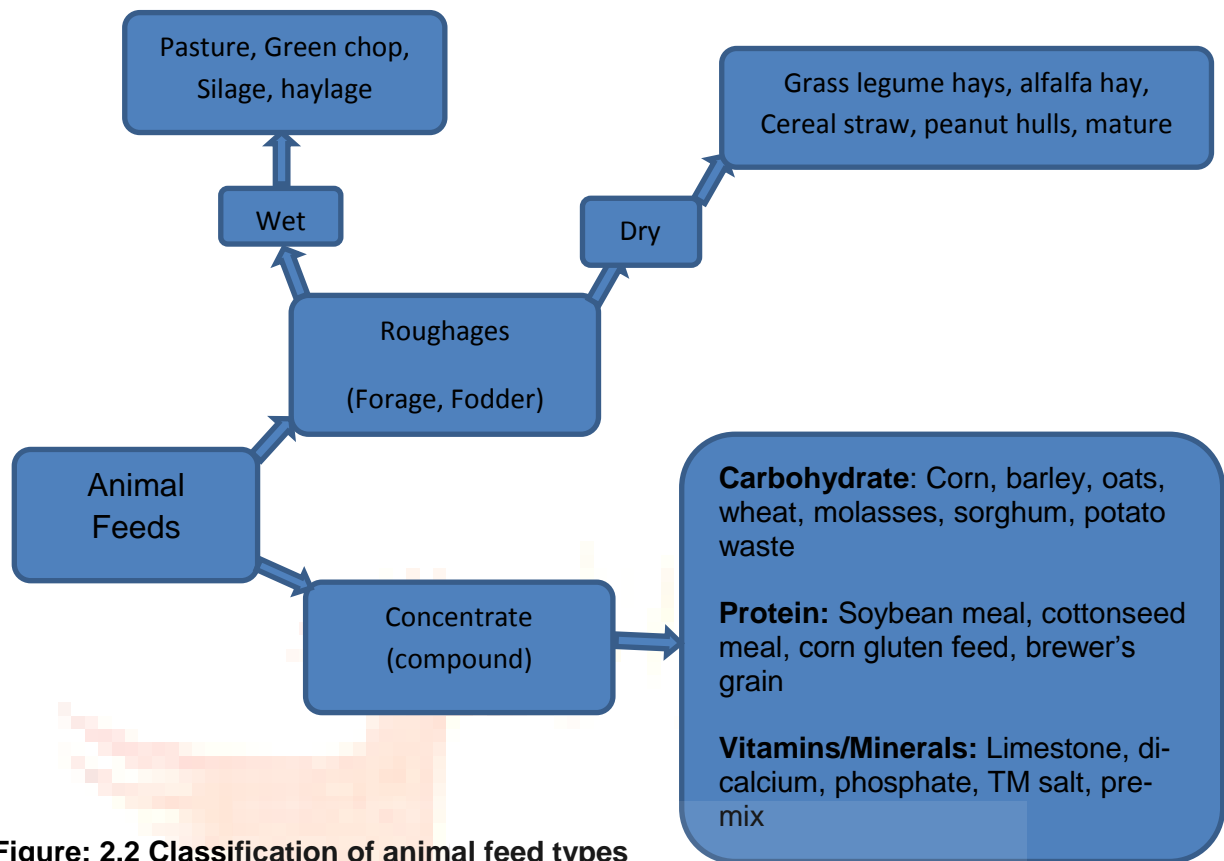 Pasture, Green chop,
Silage, haylage
Grass legume hays, alfalfa hay,
Cereal straw, peanut hulls, mature
Wet
Dry
Roughages
(Forage, Fodder)
Animal
Feeds
Carbohydrate: Corn, barley, oats,
wheat, molasses, sorghum, potato
waste
Protein: Soybean meal, cottonseed
meal, corn gluten feed, brewer’s
grain
Vitamins/Minerals: Limestone, di-
calcium, phosphate, TM salt, pre-
mix
Concentrate
(compound)
Figure: 2.2 Classification of animal feed types